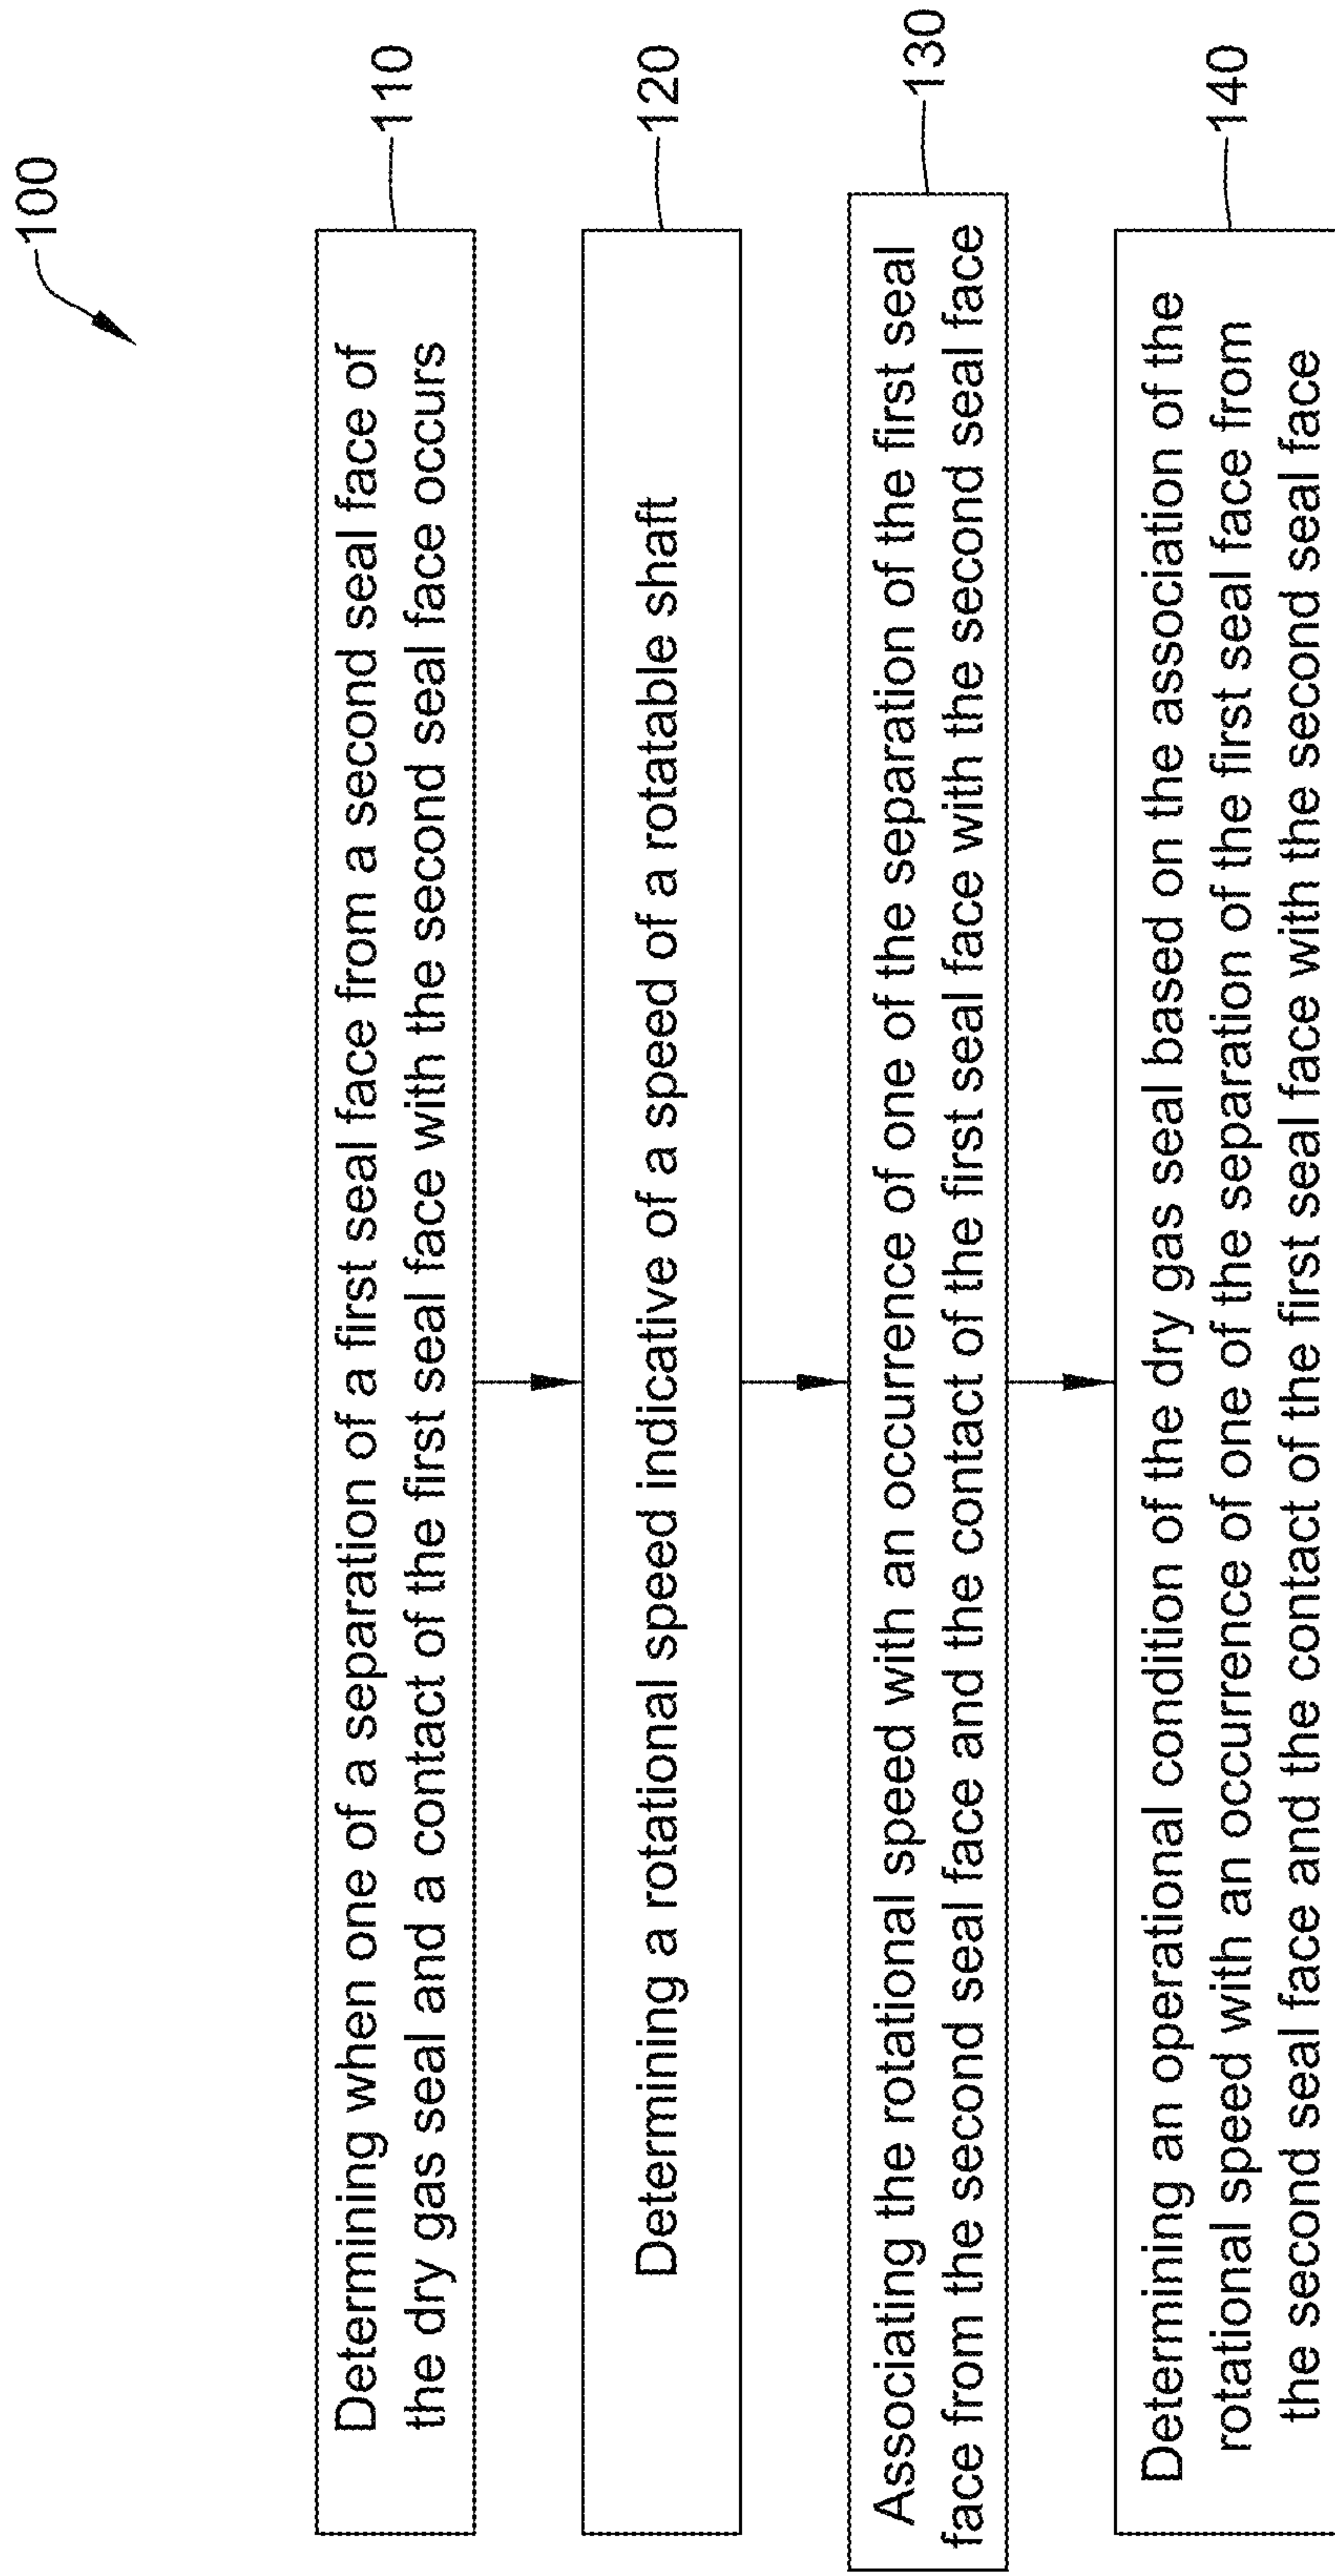 100
Determining when one of a separation of a first seal face from a second seal face of
the dry gas seal and a contact of the first seal face with the second seal face occurs
110
Determining a rotational speed indicative of a speed of a rotatable shaft
120
Associating the rotational speed with an occurrence of one of the separation of the first seal
face from the second seal face and the contact of the first seal face with the second seal face
130
Determining an operational condition of the dry gas seal based on the association of the
rotational speed with an occurrence of one of the separation of the first seal face from
the second seal face and the contact of the first seal face with the second seal face
140